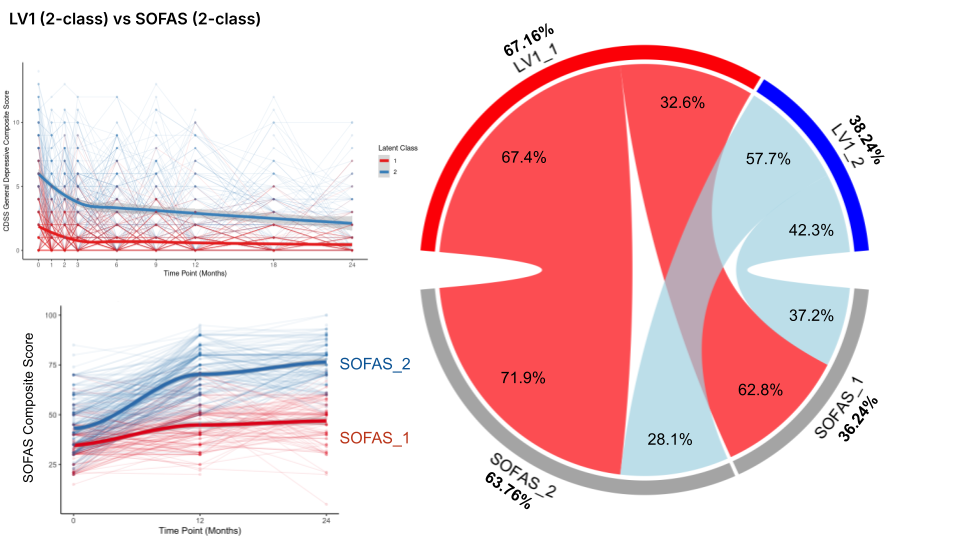 LV1 (2-class) vs SOFAS (2-class)
CDSS General Depressive Composite Score
10
5
0
0 1 2 3 6 9 12 18 24
Time Point (Months)
Latent Class
1
2
SOFAS Composite Score
100
75
50
25
0 12 24
Time Point (Months)
SOFAS_2
SOFAS_1
67.16%
LV1_1
38.24%
LV1_2
67.4%
32.6%
57.7%
42.3%
37.2%
62.8%
28.1%
71.9%
SOFAS_1
36.24%
SOFAS_2
63.76%